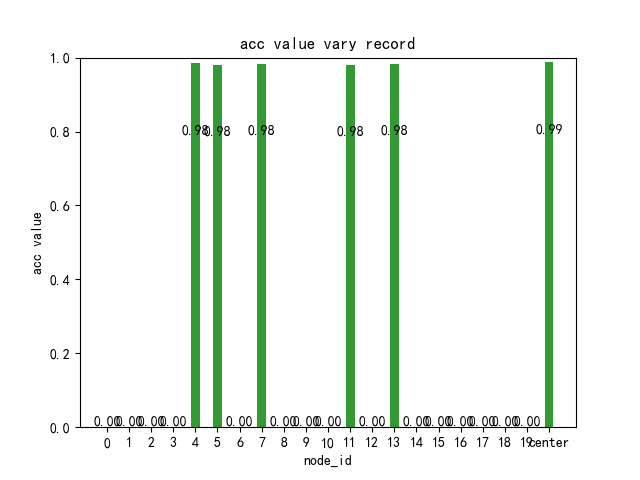 acc value vary record
acc value
1.0
0.8
0.6
0.4
0.2
0.0
0.98 0.98 0.98 0.98 0.98 0.99
0.00 0.00 0.00 0.00 0.00 0.00 0.00 0.00 0.00 0.00 0.00 0.00 0.00 0.00 0.00
0 1 2 3 4 5 6 7 8 9 10 11 12 13 14 15 16 17 18 19 center
node_id